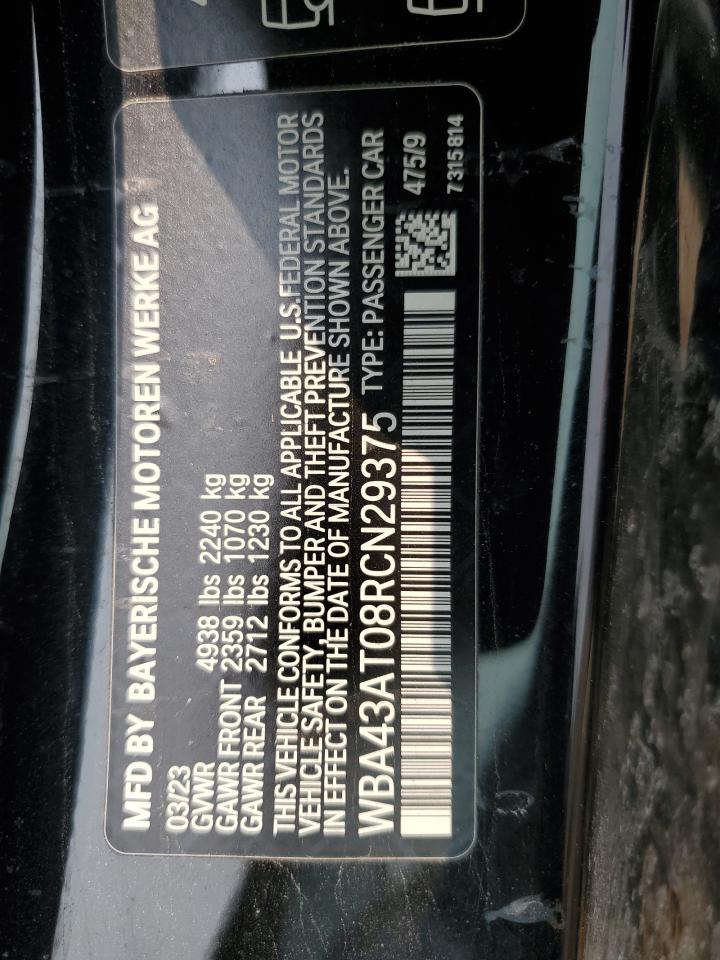 MFD BY BAYERISCHE MOTOREN WERKE AG
03/23
GVWR 4938 lbs 2240 kg
GAWR FRONT 2359 lbs 1070 kg
GAWR REAR 2712 lbs 1230 kg
THIS VEHICLE CONFORMS TO ALL APPLICABLE U.S. FEDERAL MOTOR
VEHICLE SAFETY, BUMPER AND THEFT PREVENTION STANDARDS
IN EFFECT ON THE DATE OF MANUFACTURE SHOWN ABOVE.
WBA43AT08RCN29375 TYPE: PASSENGER CAR
475/9
7315814